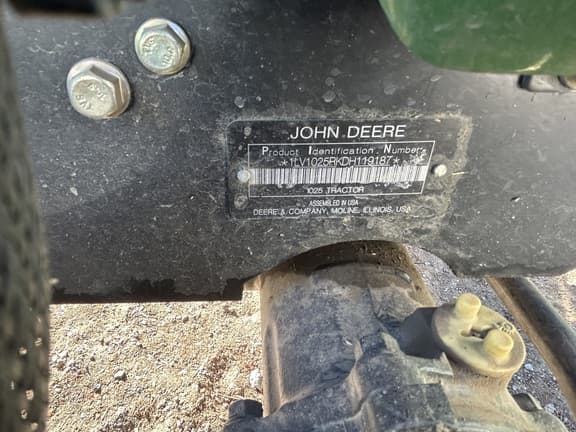 JOHN DEERE
Product Identification Number
*1LV1025RKDH119187*
1025 TRACTOR
ASSEMBLED IN USA
DEERE & COMPANY, MOLINE, ILLINOIS, USA